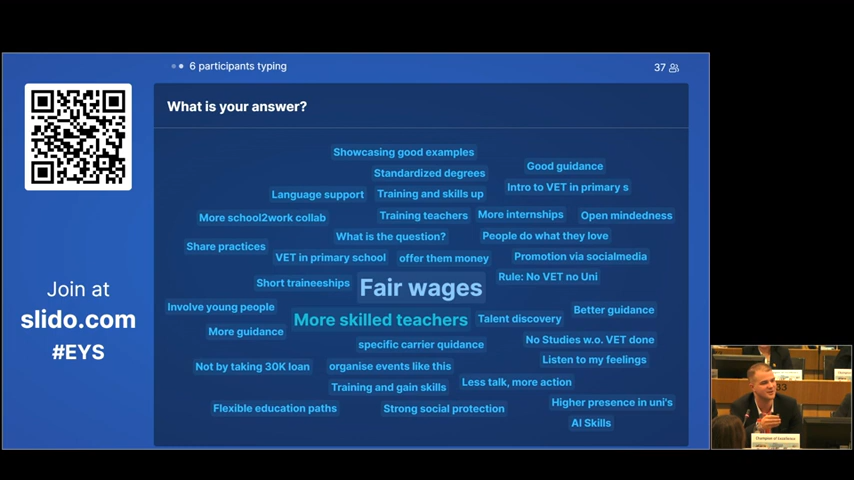 6 participants typing
37
What is your answer?
Showcasing good examples
Good guidance
Standardized degrees
Intro to VET in primary s
Language support
Training and skills up
More school2work collab
Training teachers
More internships
Open mindedness
What is the question?
People do what they love
Share practices
VET in primary school
offer them money
Promotion via socialmedia
Rule: No VET no Uni
Short traineeships
Fair wages
Involve young people
More skilled teachers
Talent discovery
Better guidance
More guidance
specific carrier quidance
No Studies w.o. VET done
Listen to my feelings
Not by taking 30K loan
organise events like this
Less talk, more action
Training and gain skills
Flexible education paths
Strong social protection
Higher presence in uni's
AI Skills
Join at
slido.com
#EYS
33
Champion of Excellence